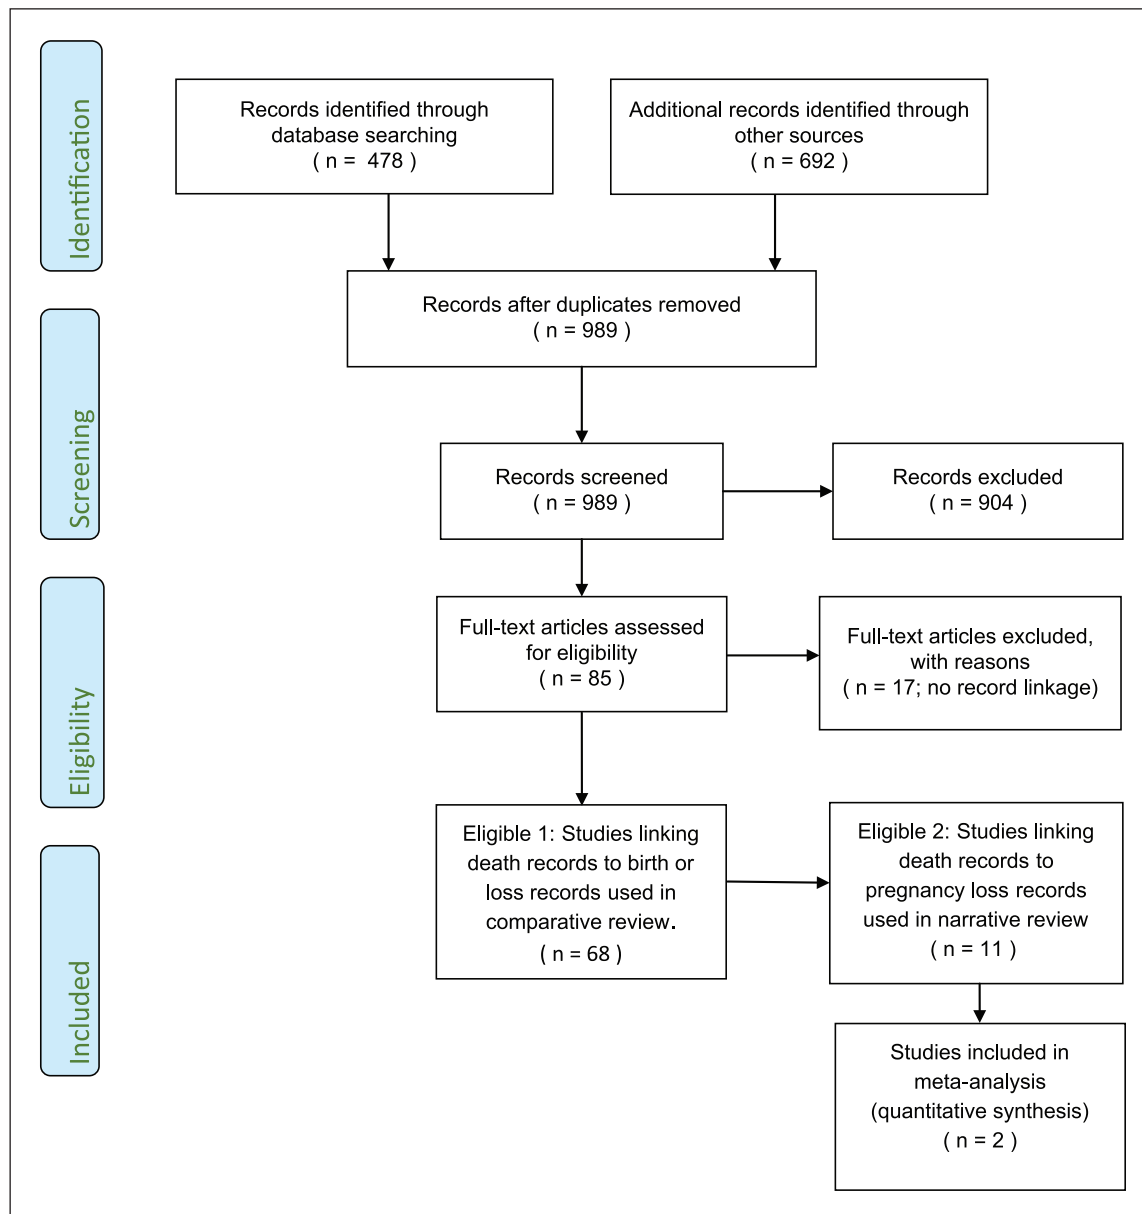 Identification
Records identified through
database searching
( n =  478 )
Additional records identified through
other sources
( n = 692 )
Records after duplicates removed
( n = 989 )
Screening
Records screened
( n = 989 )
Records excluded
( n = 904 )
Eligibility
Full-text articles assessed
for eligibility
( n = 85 )
Full-text articles excluded,
with reasons
( n = 17; no record linkage)
Included
Eligible 1: Studies linking
death records to birth or
loss records used in
comparative review.
( n = 68 )
Eligible 2: Studies linking
death records to
pregnancy loss records
used in narrative review
( n = 11 )
Studies included in
meta-analysis
(quantitative synthesis)
( n = 2 )